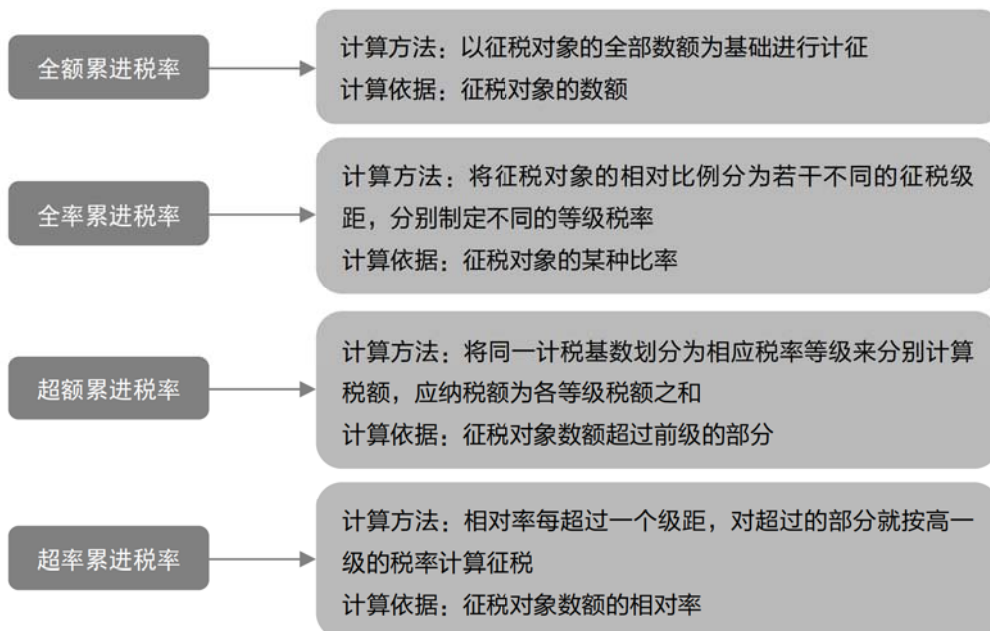 全额累进税率
计算方法：以征税对象的全部数额为基础进行计征
计算依据：征税对象的数额
全率累进税率
计算方法：将征税对象的相对比例分为若干不同的征税级
距，分别制定不同的等级税率
计算依据：征税对象的某种比率
超额累进税率
计算方法：将同一计税基数划分为相应税率等级来分别计算
税额，应纳税额为各等级税额之和
计算依据：征税对象数额超过前级的部分
超率累进税率
计算方法：相对率每超过一个级距，对超过的部分就按高一
级的税率计算征税
计算依据：征税对象数额的相对率